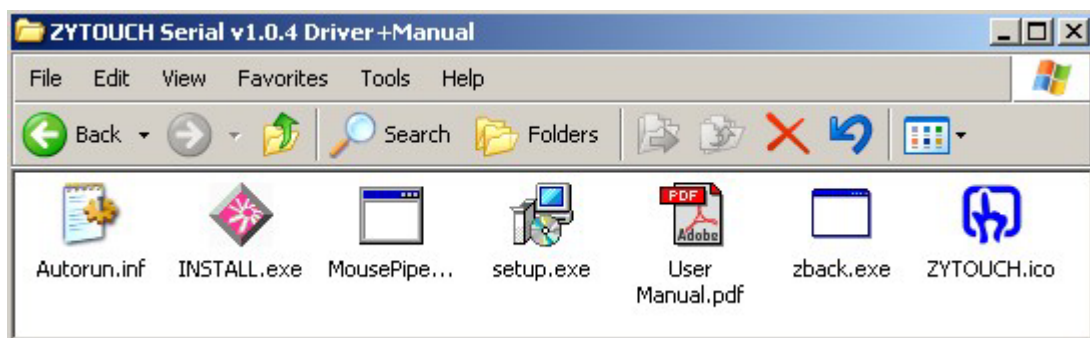 ZYTOUCH Serial v1.0.4 Driver+Manual
File Edit View Favorites Tools Help
Back Search Folders
PDF
Adobe
Autorun.inf INSTALL.exe MousePipe... setup.exe User Manual.pdf zback.exe ZYTOUCH.ico